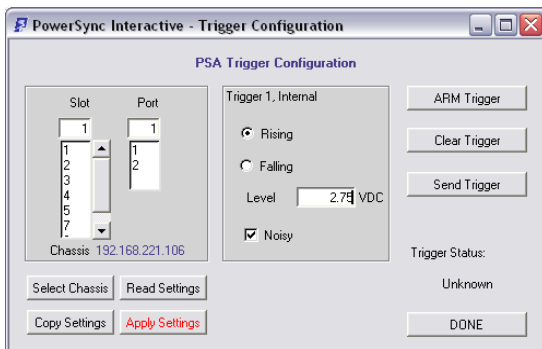 PowerSync Interactive - Trigger Configuration
PSA Trigger Configuration
Slot Port
1 1
1
2
3
4
5
7
1
2
Chassis 192.168.221.106
Trigger 1, Internal
Rising
Falling
Level 2.75 VDC
Noisy
ARM Trigger
Clear Trigger
Send Trigger
Trigger Status:
Unknown
Select Chassis Read Settings
Copy Settings Apply Settings
DONE